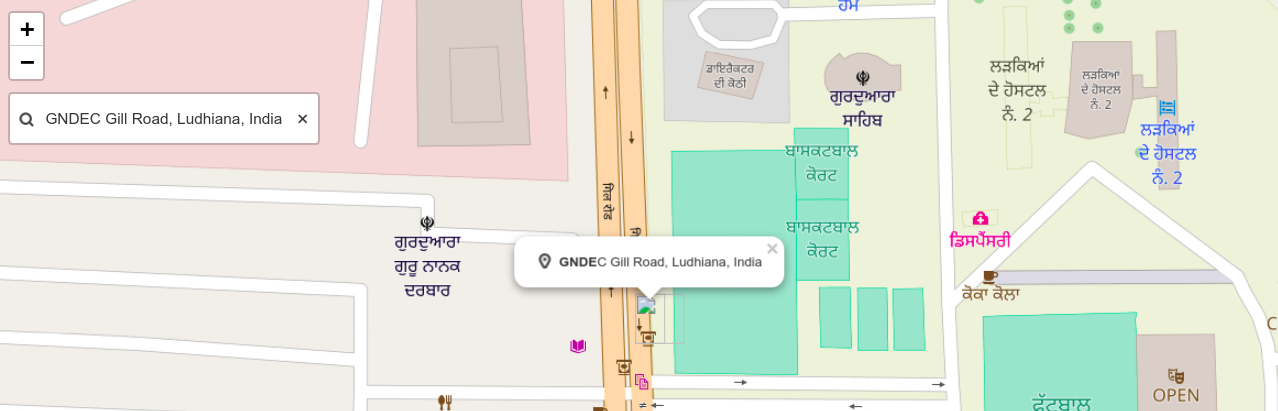 +
−
GNDEC Gill Road, Ludhiana, India ×
ਹੋਮ
ਡਾਇਰੈਕਟਰ
ਦੀ ਕੋਠੀ
ਗੁਰਦੁਆਰਾ
ਸਾਹਿਬ
ਲੜਕਿਆਂ
ਦੇ ਹੋਸਟਲ
ਨੰ. 2
ਲੜਕਿਆਂ
ਦੇ ਹੋਸਟਲ
ਨੰ. 2
ਲੜਕਿਆਂ
ਦੇ ਹੋਸਟਲ
ਨੰ. 2
ਬਾਸਕਟਬਾਲ
ਕੋਰਟ
ਬਾਸਕਟਬਾਲ
ਕੋਰਟ
ਗਿੱਲ ਰੋਡ
ਗੁਰਦੁਆਰਾ
ਗੁਰੂ ਨਾਨਕ
ਦਰਬਾਰ
GNDEC Gill Road, Ludhiana, India
×
ਡਿਸਪੈਂਸਰੀ
ਕੋਕਾ ਕੋਲਾ
ਫੁੱਟਬਾਲ
OPEN